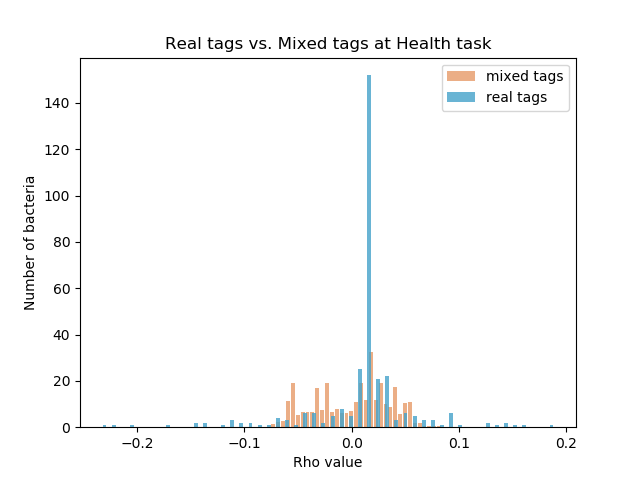 Real tags vs. Mixed tags at Health task
mixed tags
real tags
Number of bacteria
140
120
100
80
60
40
20
0
−0.2
−0.1
0.0
0.1
0.2
Rho value